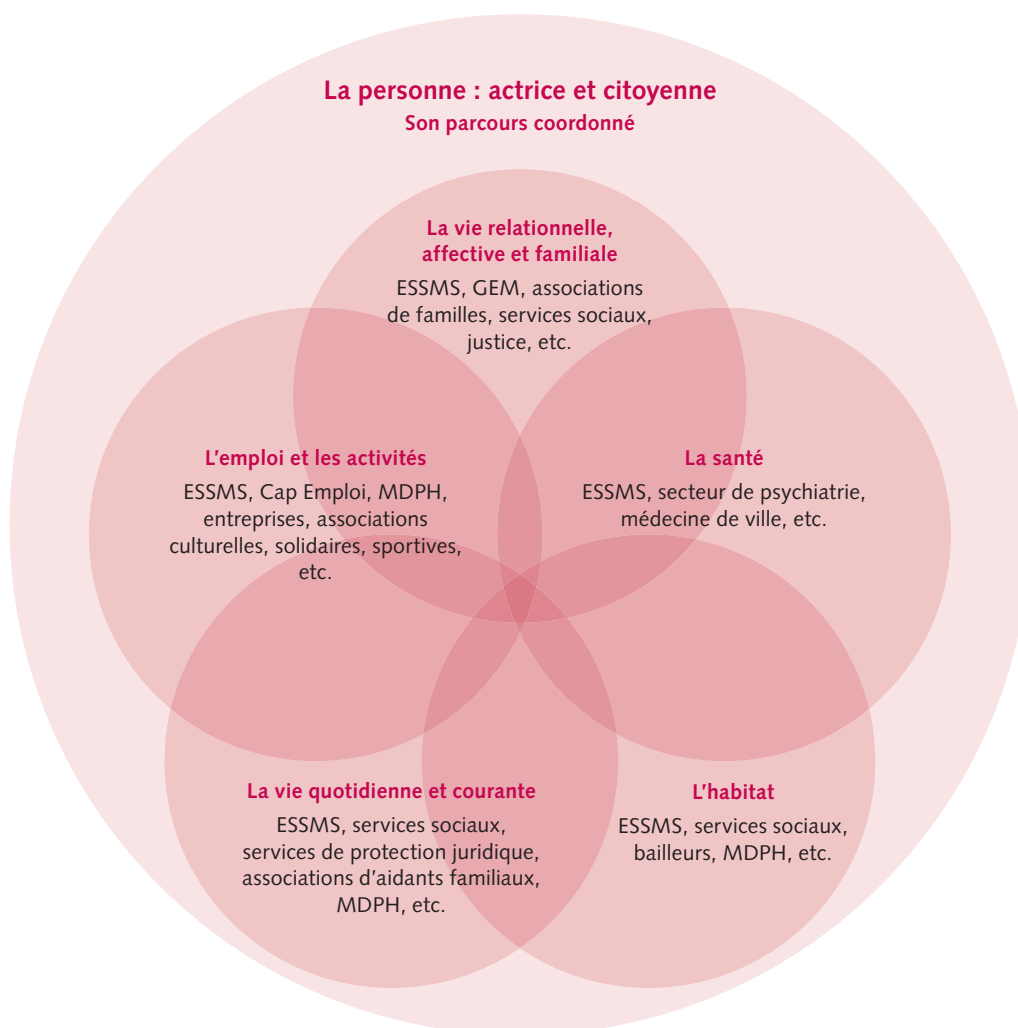 La personne : actrice et citoyenne
Son parcours coordonné
La vie relationnelle,
affective et familiale
ESSMS, GEM, associations
de familles, services sociaux,
justice, etc.
L'emploi et les activités
ESSMS, Cap Emploi, MDPH,
entreprises, associations
culturelles, solidaires, sportives,
etc.
La santé
ESSMS, secteur de psychiatrie,
médecine de ville, etc.
La vie quotidienne et courante
ESSMS, services sociaux,
services de protection juridique,
associations d'aidants familiaux,
MDPH, etc.
L'habitat
ESSMS, services sociaux,
bailleurs, MDPH, etc.